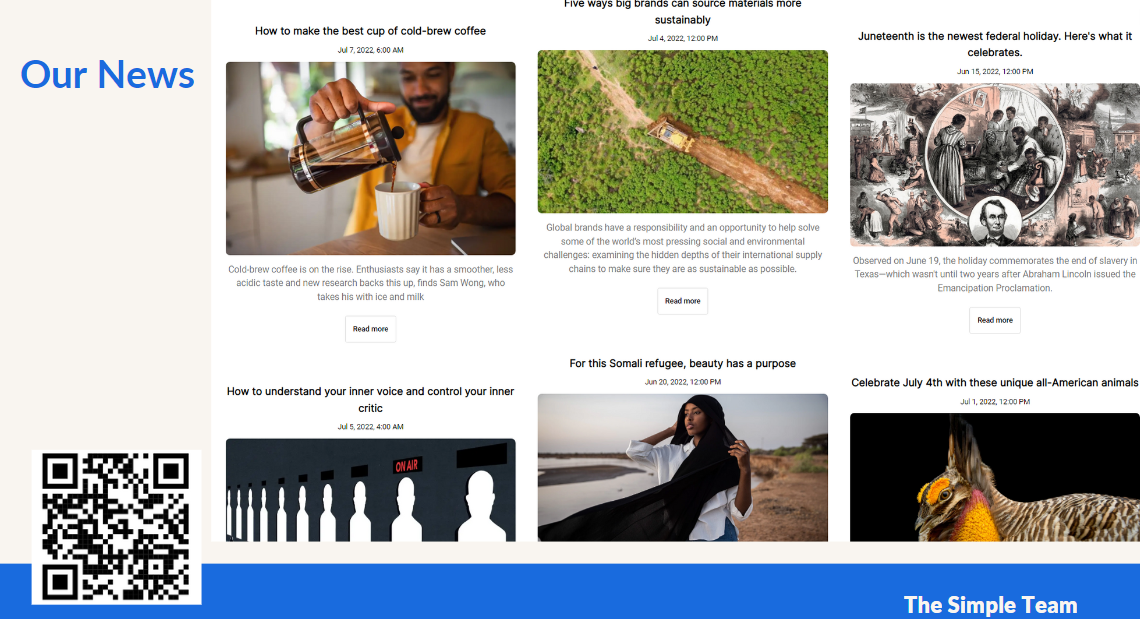 Our News
How to make the best cup of cold-brew coffee
Jul 7, 2022, 6:00 AM
Cold-brew coffee is on the rise. Enthusiasts say it has a smoother, less
acidic taste and new research backs this up, finds Sam Wong, who
takes his with ice and milk
Read more
How to understand your inner voice and control your inner
critic
Jul 5, 2022, 4:00 AM
ON AIR
Five ways big brands can source materials more
sustainably
Jul 4, 2022, 12:00 PM
Global brands have a responsibility and an opportunity to help solve
some of the world's most pressing social and environmental
challenges: examining the hidden depths of their international supply
chains to make sure they are as sustainable as possible.
Read more
For this Somali refugee, beauty has a purpose
Jun 20, 2022, 12:00 PM
Juneteenth is the newest federal holiday. Here's what it
celebrates.
Jun 15, 2022, 12:00 PM
Observed on June 19, the holiday commemorates the end of slavery in
Texas—which wasn't until two years after Abraham Lincoln issued the
Emancipation Proclamation.
Read more
Celebrate July 4th with these unique all-American animals
Jul 1, 2022, 12:00 PM
The Simple Team